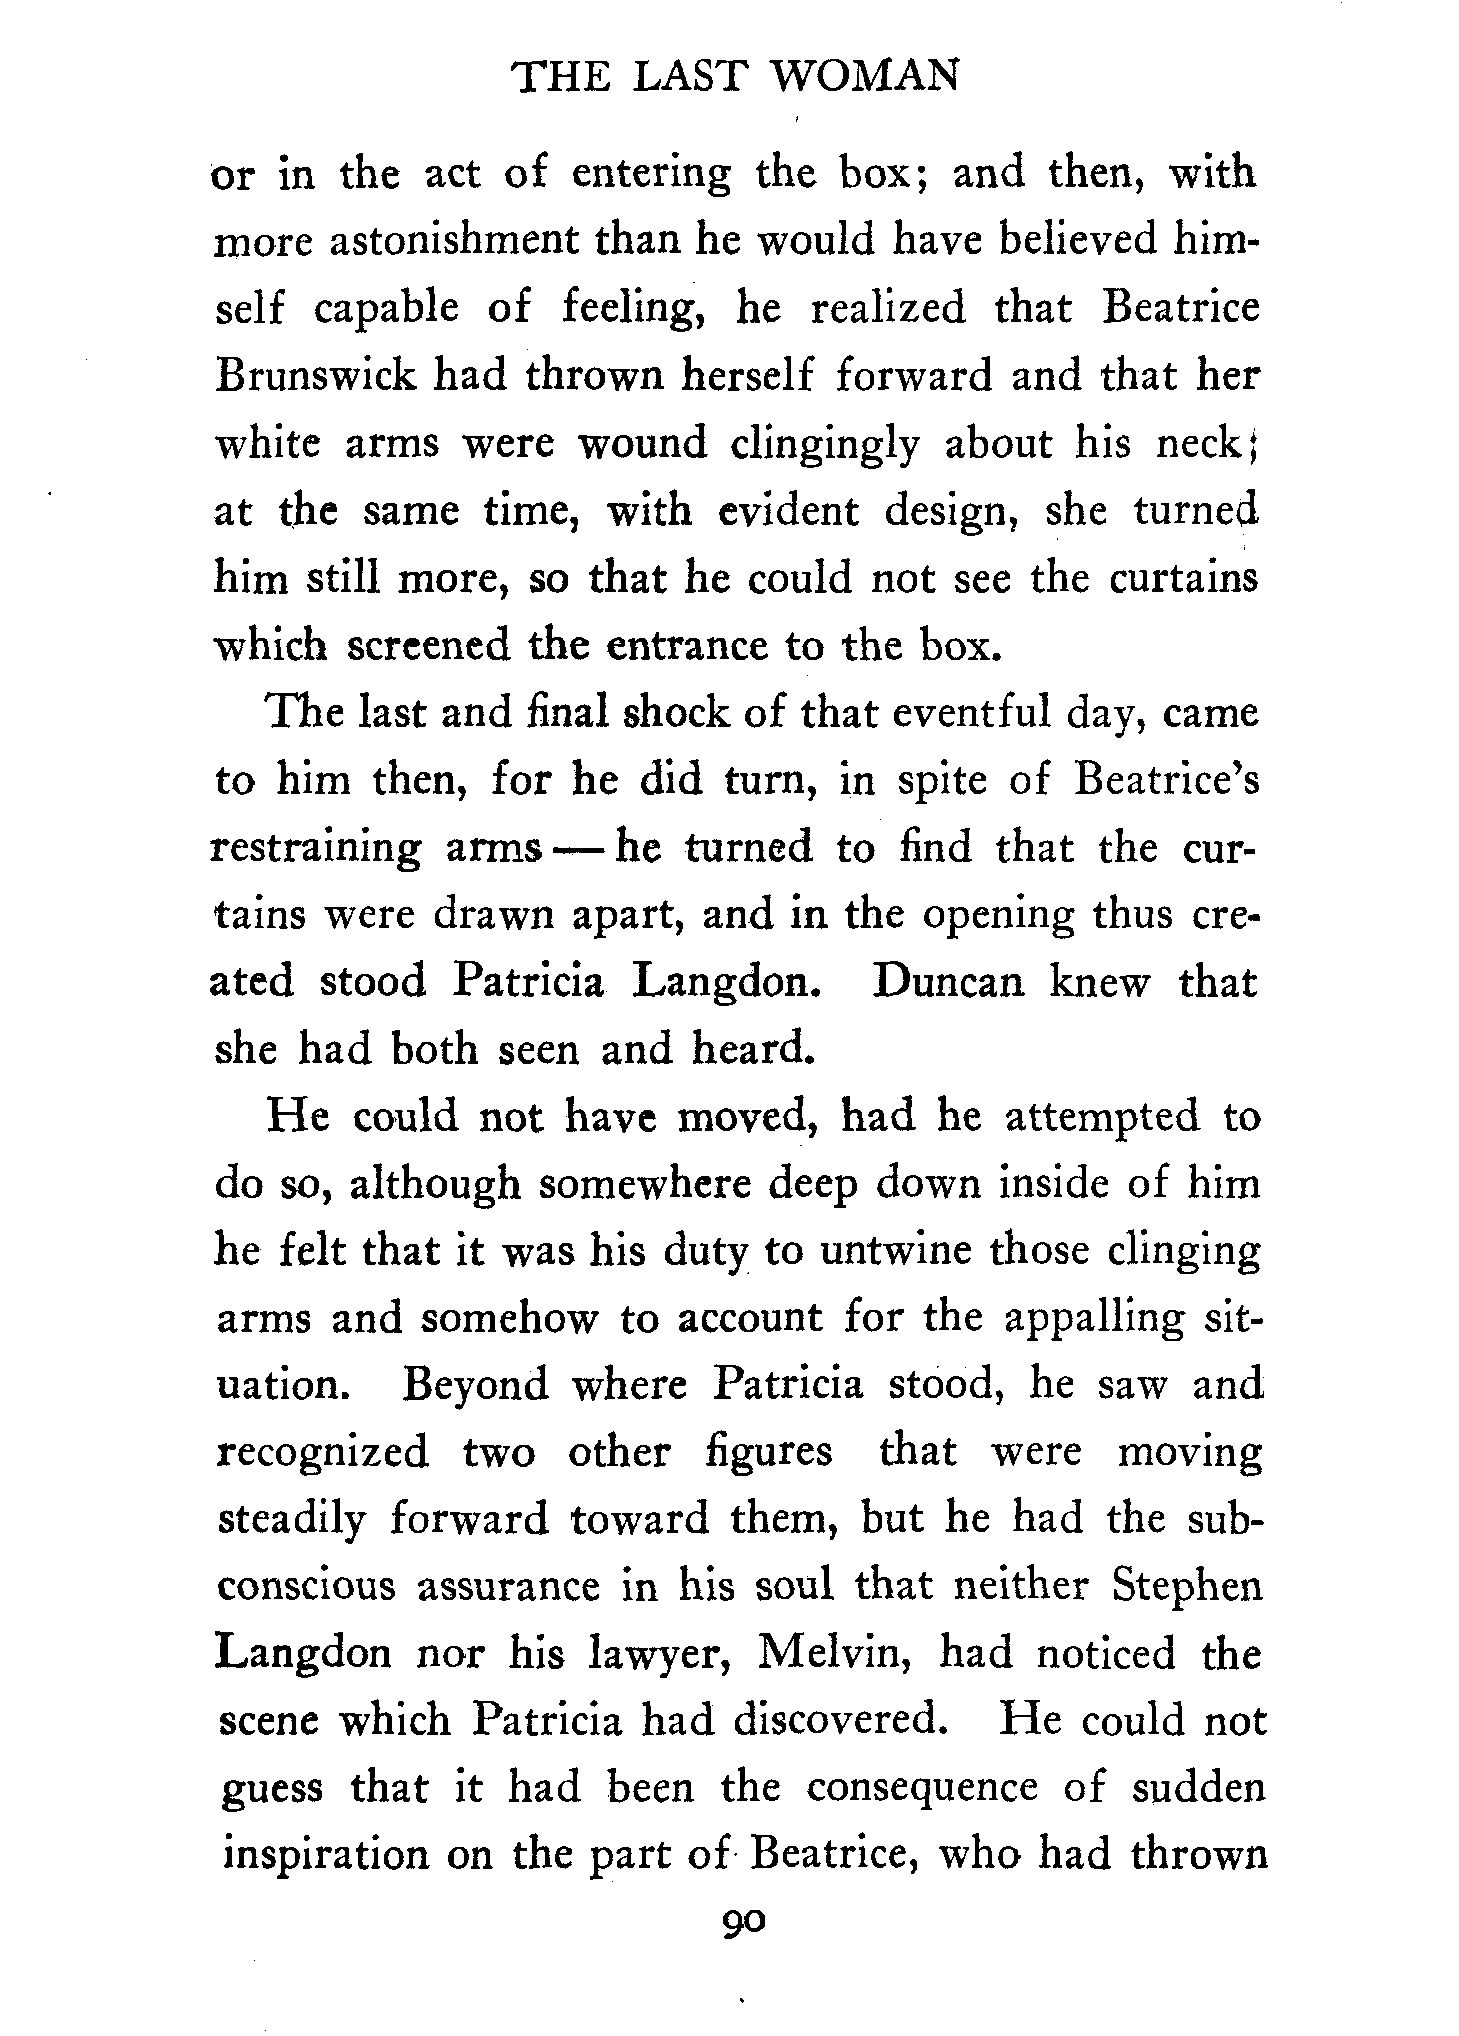 THE LAST WOMAN
or in the act of entering the box; and then, with
more astonishment than he would have believed him-
self capable of feeling, he realized that Beatrice
Brunswick had thrown herself forward and that her
white arms were wound clingingly about his neck;
at the same time, with evident design, she turned
him still more, so that he could not see the curtains
which screened the entrance to the box.
The last and final shock of that eventful day, came
to him then, for he did turn, in spite of Beatrice's
restraining arms — he turned to find that the cur-
tains were drawn apart, and in the opening thus cre-
ated stood Patricia Langdon. Duncan knew that
she had both seen and heard.
He could not have moved, had he attempted to
do so, although somewhere deep down inside of him
he felt that it was his duty to untwine those clinging
arms and somehow to account for the appalling sit-
uation. Beyond where Patricia stood, he saw and
recognized two other figures that were moving
steadily forward toward them, but he had the sub-
conscious assurance in his soul that neither Stephen
Langdon nor his lawyer, Melvin, had noticed the
scene which Patricia had discovered. He could not
guess that it had been the consequence of sudden
inspiration on the part of Beatrice, who had thrown
90